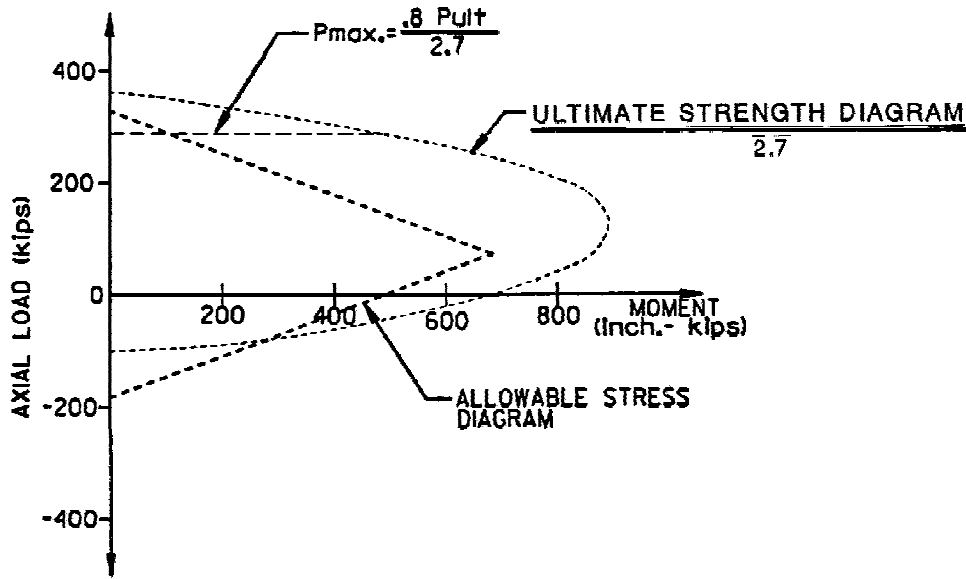 Pmax.= .8 Pult
2.7
ULTIMATE STRENGTH DIAGRAM
2.7
400
200
0
-200
-400
AXIAL LOAD (kips)
200
400
600
800
MOMENT
(inch.- kips)
ALLOWABLE STRESS
DIAGRAM